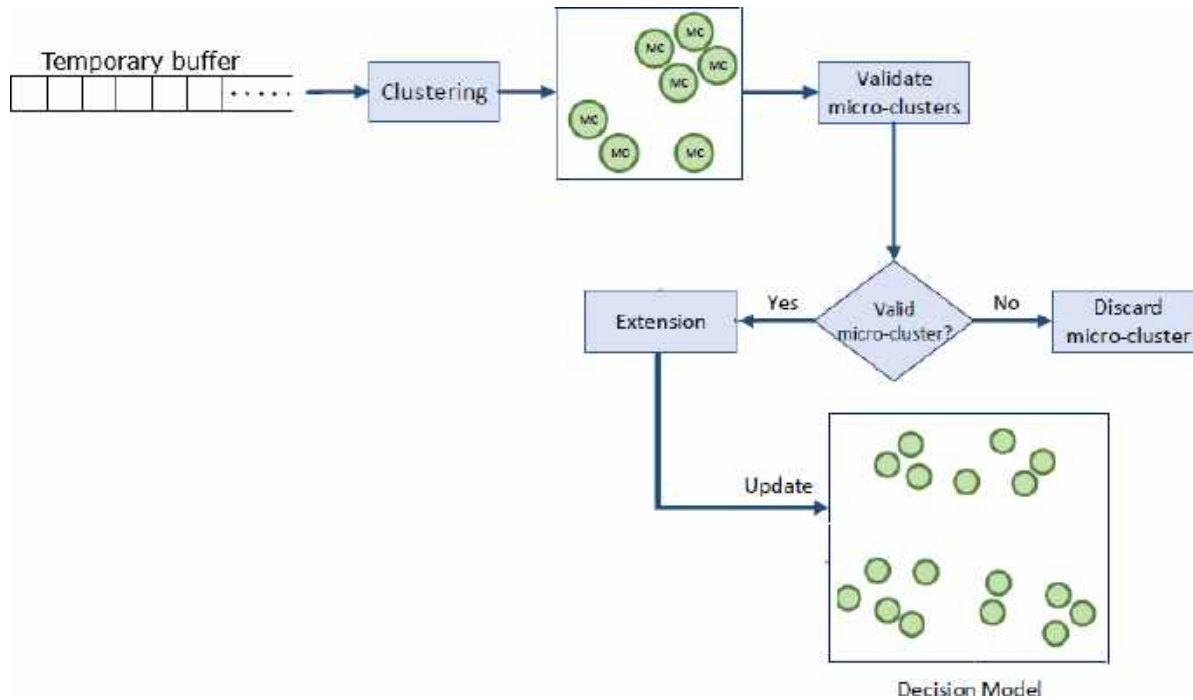 Temporary buffer
Clustering
MC
MC
MC
MC
MC
MC
MC
Validate
micro-clusters
Valid
micro-cluster?
Yes
No
Extension
Discard
micro-cluster
Update
Decision Model